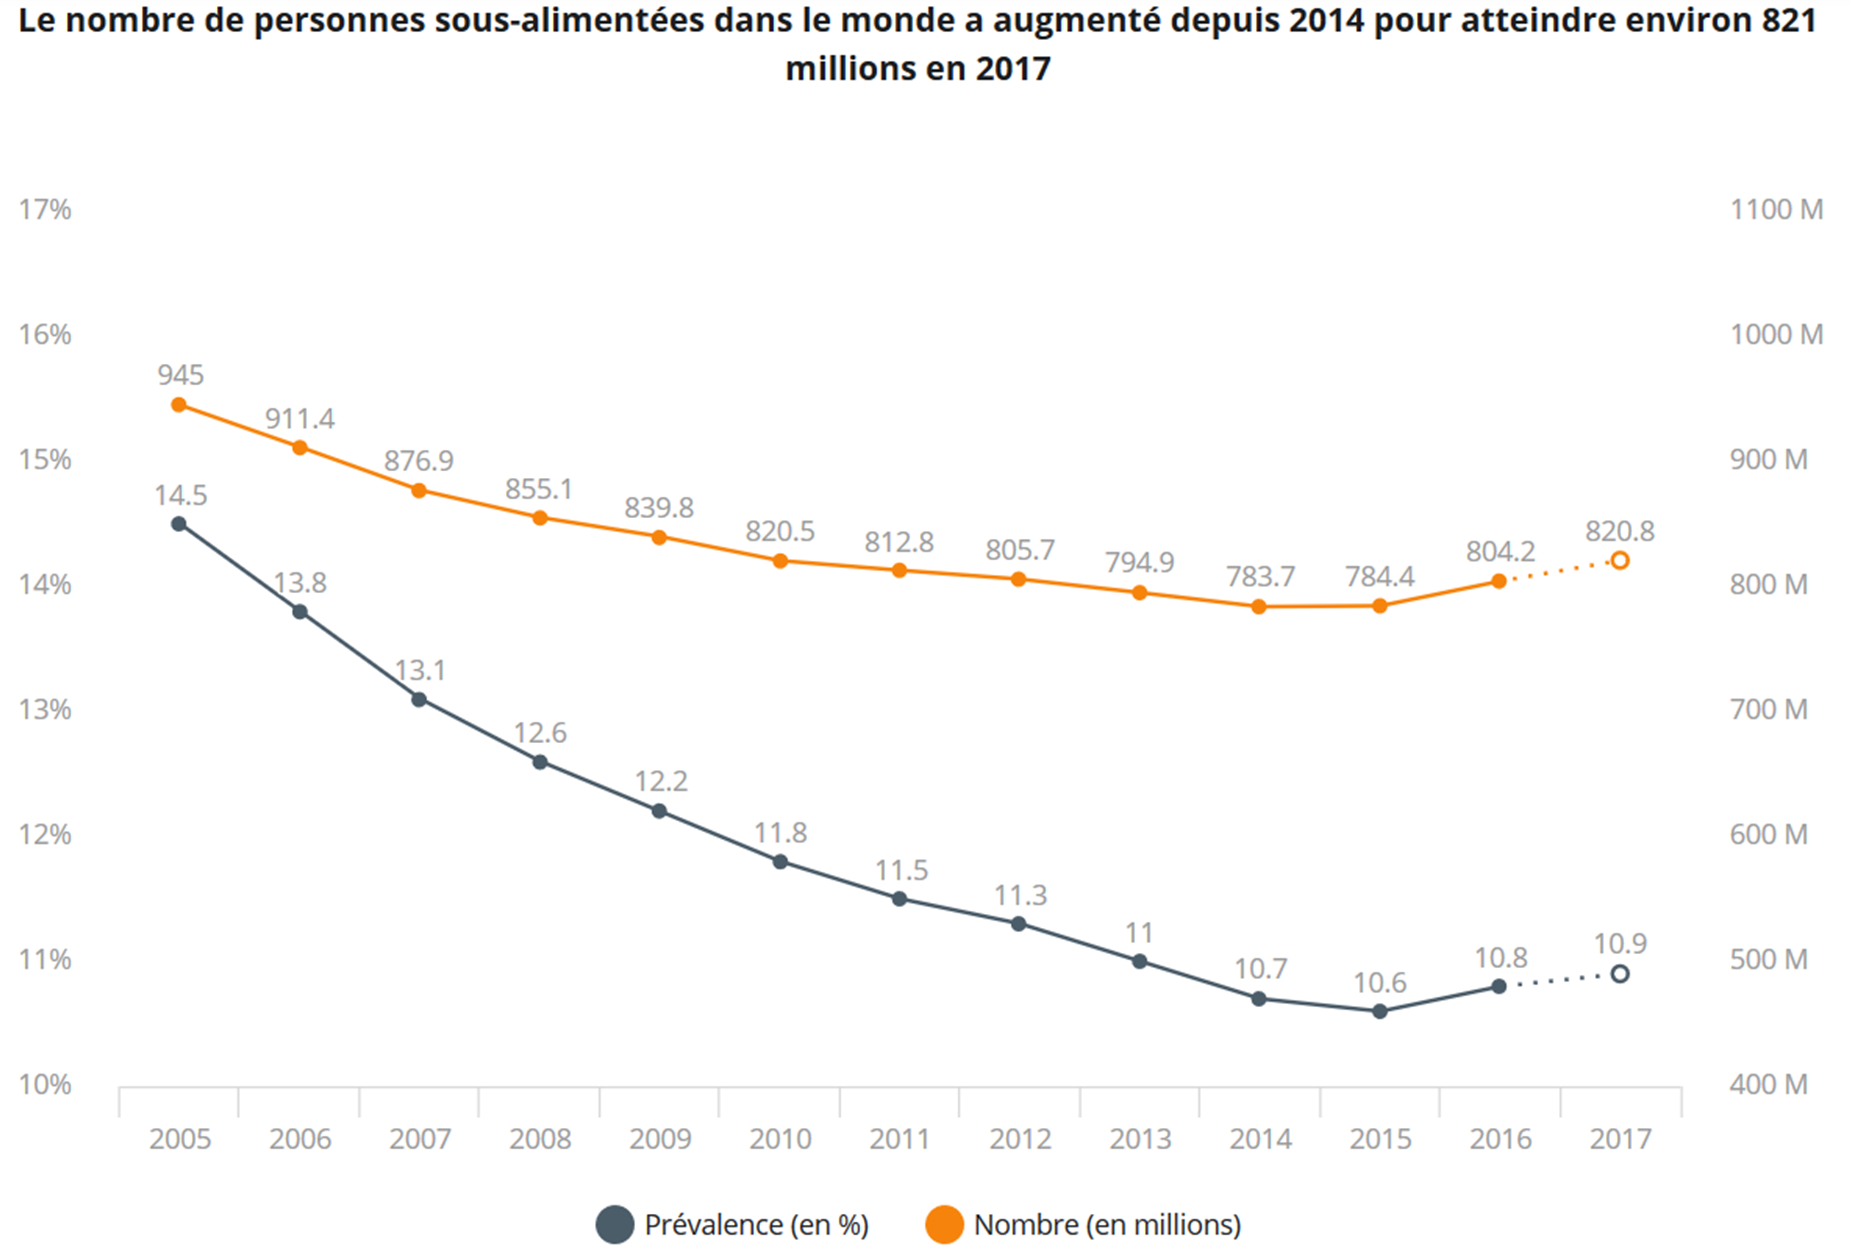 Le nombre de personnes sous-alimentées dans le monde a augmenté depuis 2014 pour atteindre environ 821
millions en 2017
17%
1100 M
16%
1000 M
945
911.4
15%
876.9
900 M
14.5
855.1
839.8
820.5
812.8
805.7
794.9
783.7
784.4
804.2
820.8
14%
13.8
800 M
13.1
13%
700 M
12.6
12.2
12%
11.8
600 M
11.5
11.3
11
11%
10.7
10.6
10.8
10.9
500 M
10%
400 M
2005 2006 2007 2008 2009 2010 2011 2012 2013 2014 2015 2016 2017
Prévalence (en %) Nombre (en millions)